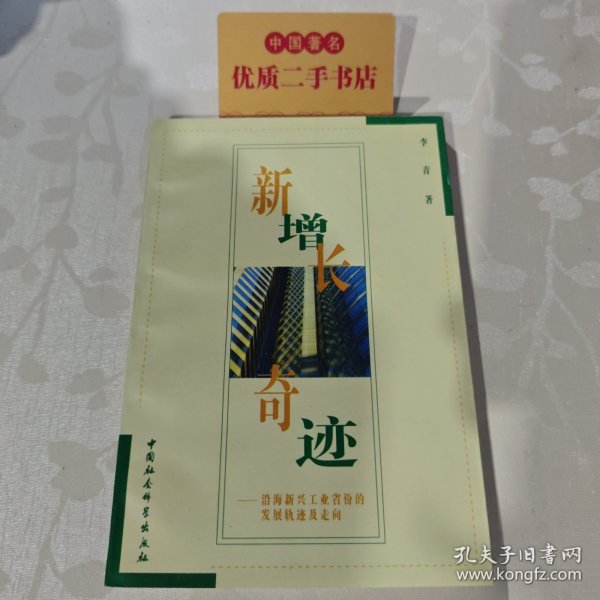 中国著名
优质二手书店
李青 著
新增长
奇迹
——沿海新兴工业省份的
发展轨迹及走向
中国社会科学出版社
孔夫子旧书网
www.kongfz.com